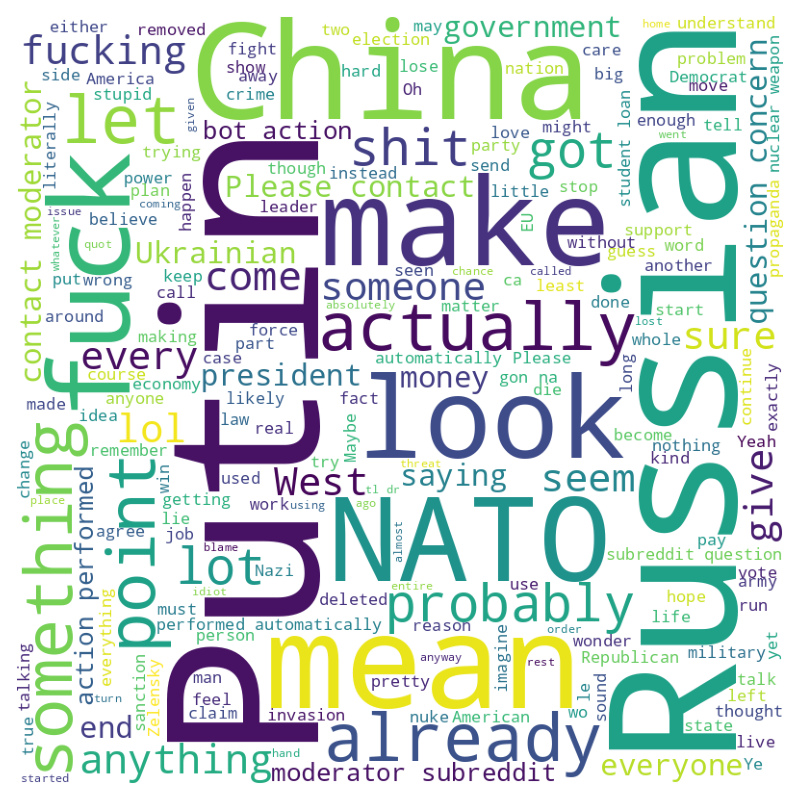 either
removed
fucking
side
America
stupid
let
contact moderator
literally
fuck
something
China
fight
show
away
crime
given
bot action
trying
though
power
plan
happen
coming
leader
believe
issue
quot
whatever
Ukrainian
put
wrong
keep
come
call
around
making
every
Putin
two
election
may
government
hard
lose
nation
care
big
Oh
shit
love
might
party
send
got
instead
Please contact
little
stop
EU
make
without
guess
word
home
understand
problem
Democrat
move
enough
tell
went
student loan
nuclear weapon
propaganda
question concern
support
another
Russian
seen
chance
called
someone
least
absolutely
matter
ca
done
start
lost
actually
whole
sure
long
continue
exactly
force
part
case
course
economy
automatically Please
president
money
gon na
die
made
anyone
likely
fact
idea
lol
law
real
Maybe
look
become
nothing
Yeah
kind
give
remember
try
change
win
used
West
threat
saying
seem
tl dr
place
point
getting
work
using
ago
pay
action performed
agree
lie
job
blame
lot
Nazi
NATO
almost
subreddit question
vote
army
idiot
entire
use
everything
must
deleted
probably
hope
run
performed automatically
life
person
reason
order
wonder
military
yet
true
talking
sanction
Zelensky
man
imagine
anyway
Republican
feel
pretty
mean
rest
talk
left
thought
claim
invasion
nuke
American
wo
le
sound
state
turn
end
already
live
hand
anything
everyone
Ye
started
moderator subreddit